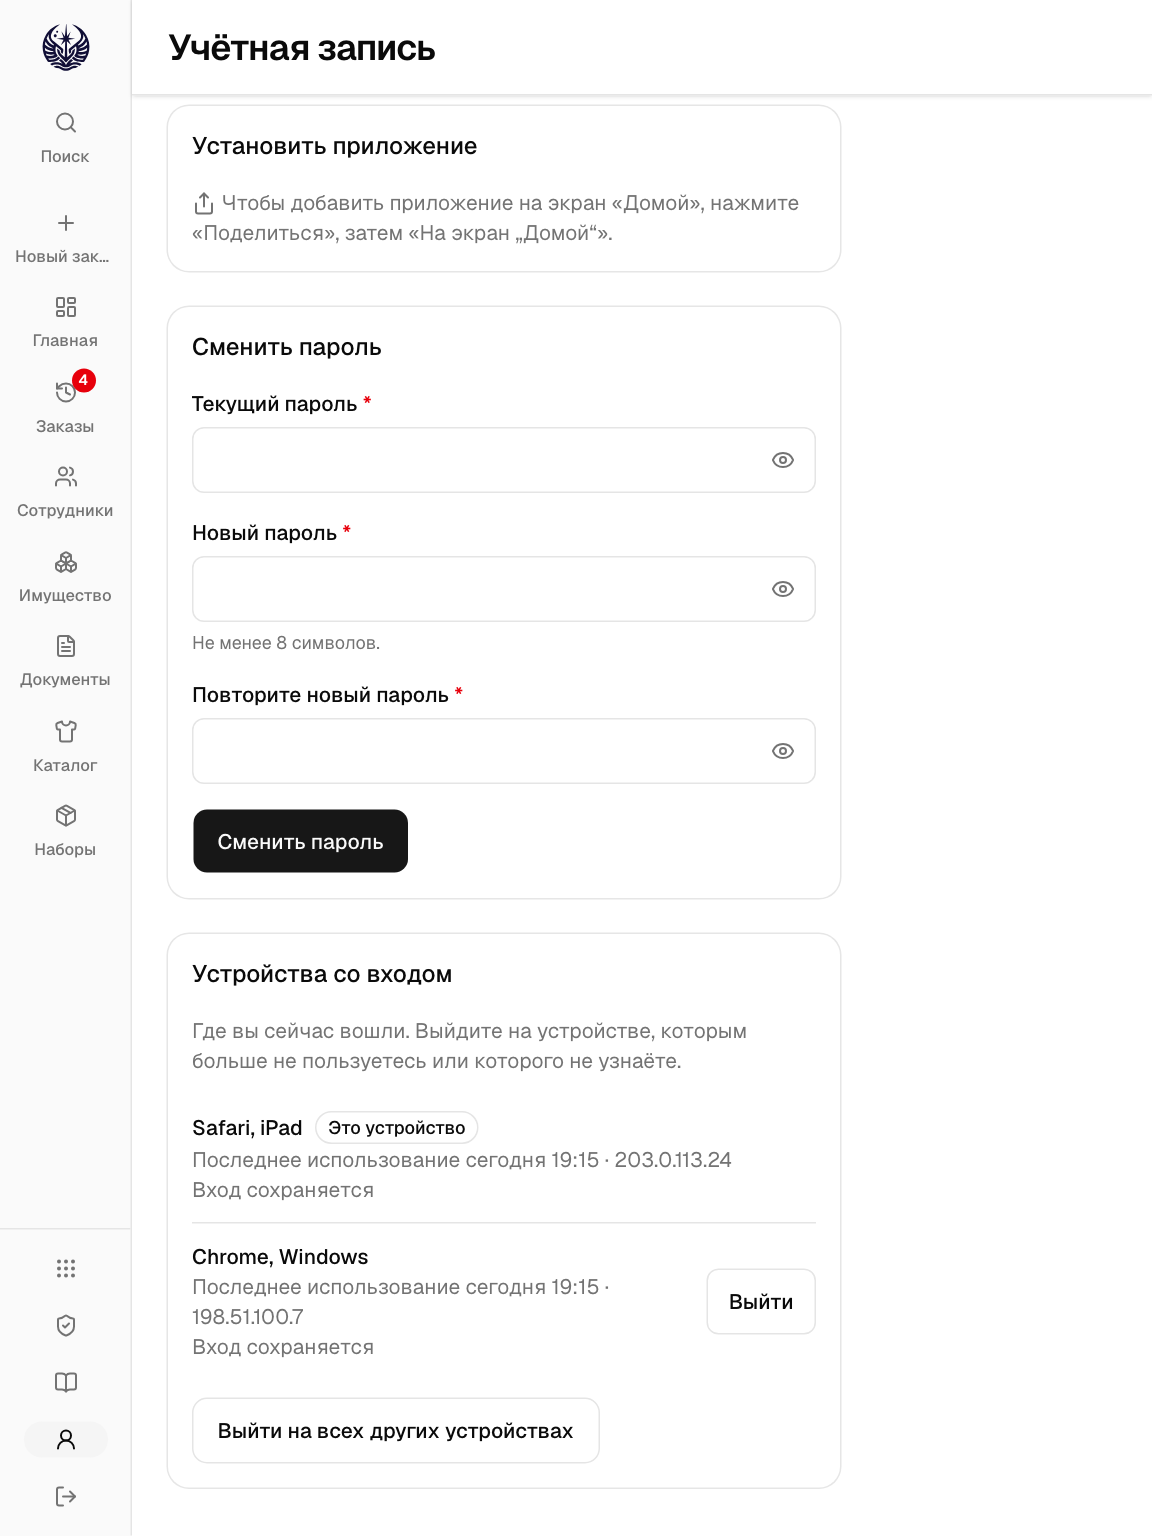 Учётная запись
Поиск
Новый зак...
Главная
4
Заказы
Сотрудники
Имущество
Документы
Каталог
Наборы
Установить приложение
Чтобы добавить приложение на экран «Домой», нажмите
«Поделиться», затем «На экран „Домой“».
Сменить пароль
Текущий пароль *
Новый пароль *
Не менее 8 символов.
Повторите новый пароль *
Сменить пароль
Устройства со входом
Где вы сейчас вошли. Выйдите на устройстве, которым
больше не пользуетесь или которого не узнаёте.
Safari, iPad Это устройство
Последнее использование сегодня 19:15 · 203.0.113.24
Вход сохраняется
Chrome, Windows
Последнее использование сегодня 19:15 ·
198.51.100.7
Вход сохраняется
Выйти
Выйти на всех других устройствах